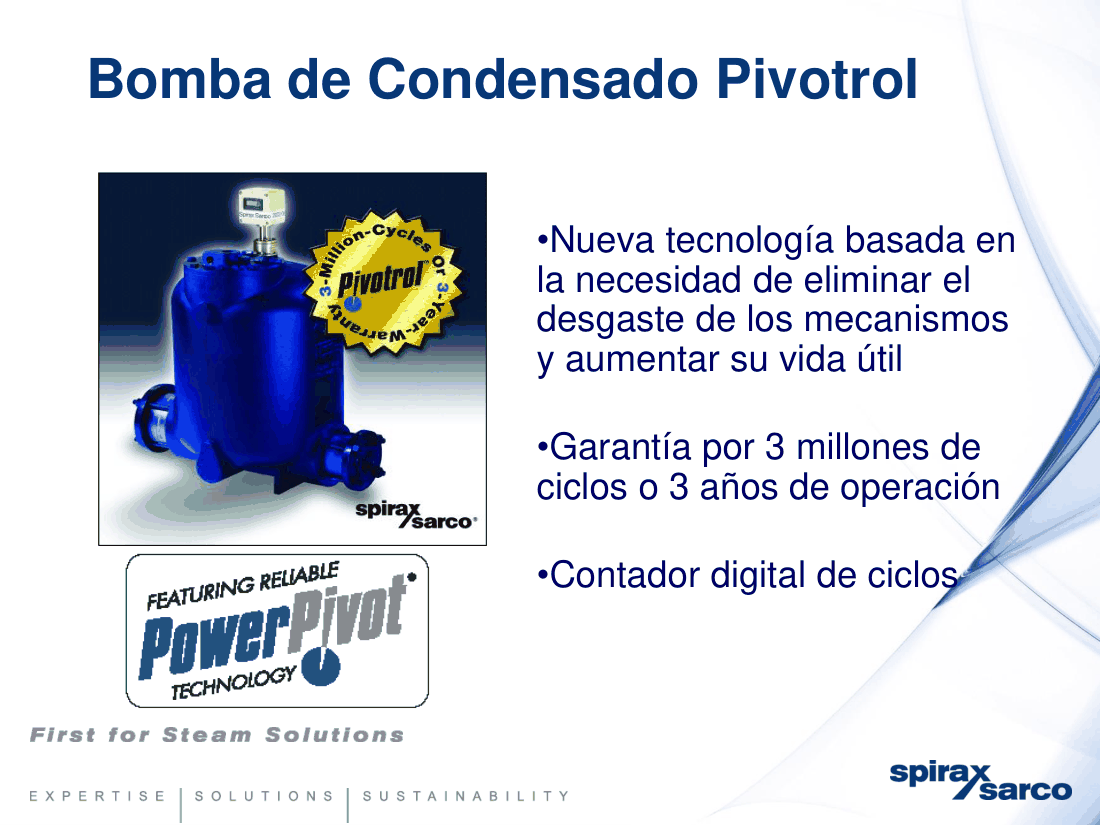 Bomba de Condensado Pivotrol
3-Million-Cycles or 3-Year-Warranty
Pivotrol™
spirax
sarco®
•Nueva tecnología basada en
la necesidad de eliminar el
desgaste de los mecanismos
y aumentar su vida útil
•Garantía por 3 millones de
ciclos o 3 años de operación
•Contador digital de ciclos
FEATURING RELIABLE
PowerPivot
TECHNOLOGY
First for Steam Solutions
EXPERTISE SOLUTIONS SUSTAINABILITY
spirax
sarco